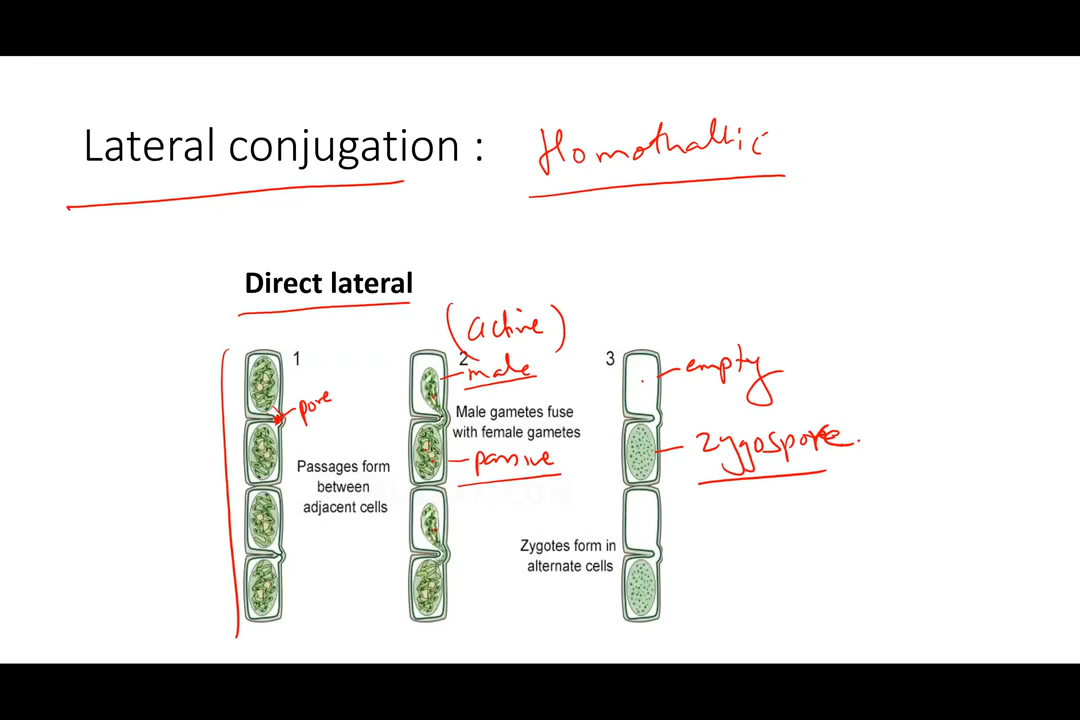 Lateral conjugation : Homothallic
Direct lateral
(active)
1
2
3
male
empty
pore
Male gametes fuse
with female gametes
zygospore.
passive
Passages form
between
adjacent cells
Zygotes form in
alternate cells